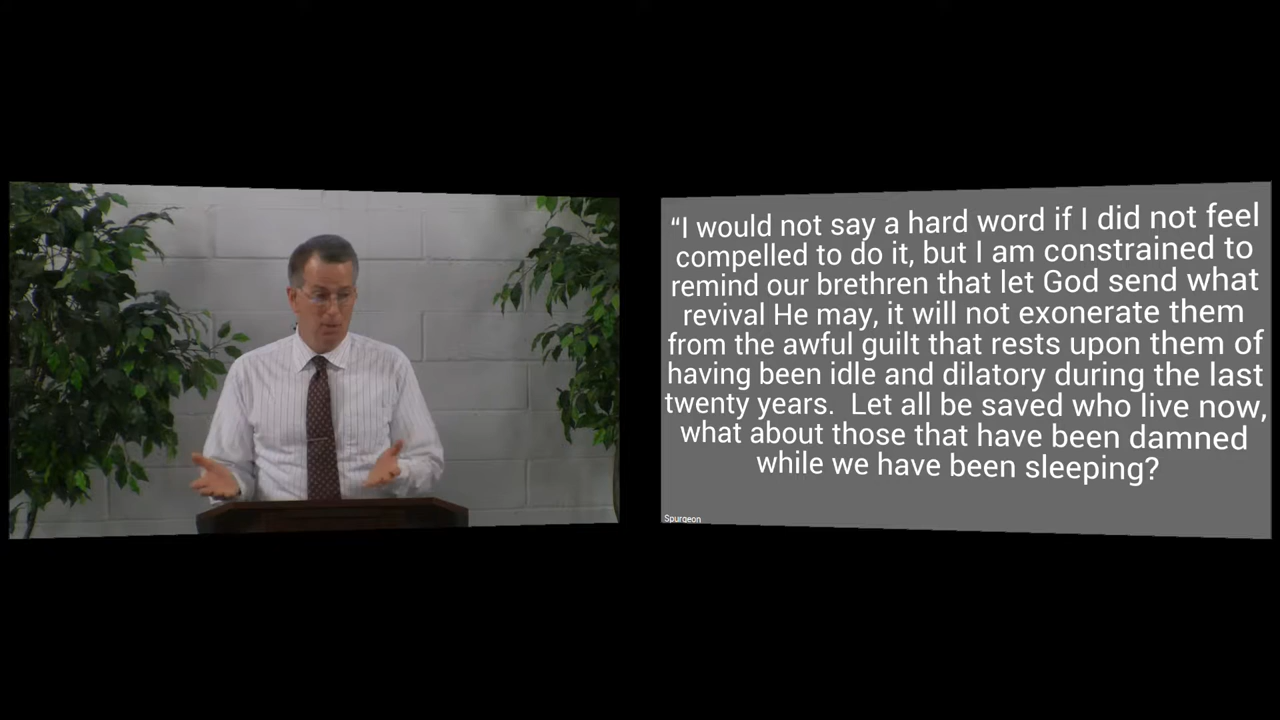 “I would not say a hard word if I did not feel
compelled to do it, but I am constrained to
remind our brethren that let God send what
revival He may, it will not exonerate them
from the awful guilt that rests upon them of
having been idle and dilatory during the last
twenty years.  Let all be saved who live now,
what about those that have been damned
while we have been sleeping?
Spurgeon